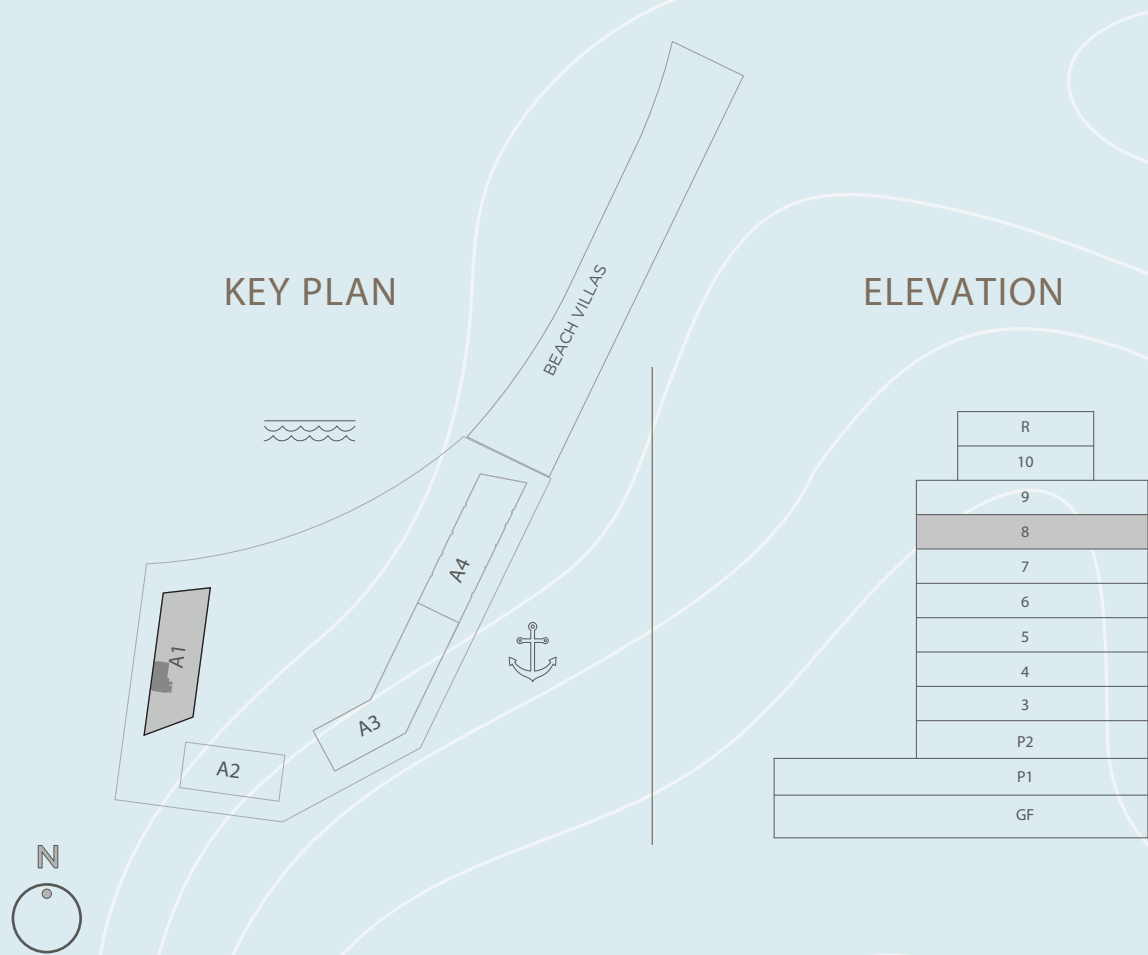 KEY PLAN
BEACH VILLAS
A4
A1
A3
A2
N
ELEVATION
R
10
9
8
7
6
5
4
3
P2
P1
GF